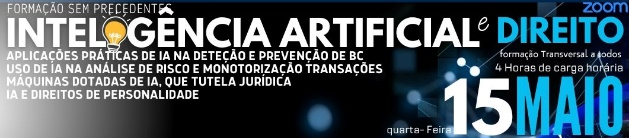 FORMAÇÃO SEM PRECEDENTES
zoom
INTELIGÊNCIA ARTIFICIAL e DIREITO
APLICAÇÕES PRÁTICAS DE IA NA DETEÇÃO E PREVENÇÃO DE BC
USO DE IA NA ANÁLISE DE RISCO E MONOTORIZAÇÃO TRANSAÇÕES
MÁQUINAS DOTADAS DE IA, QUE TUTELA JURÍDICA
IA E DIREITOS DE PERSONALIDADE
formação Transversal a todos
4 Horas de carga horária
quarta- Feira 15 MAIO